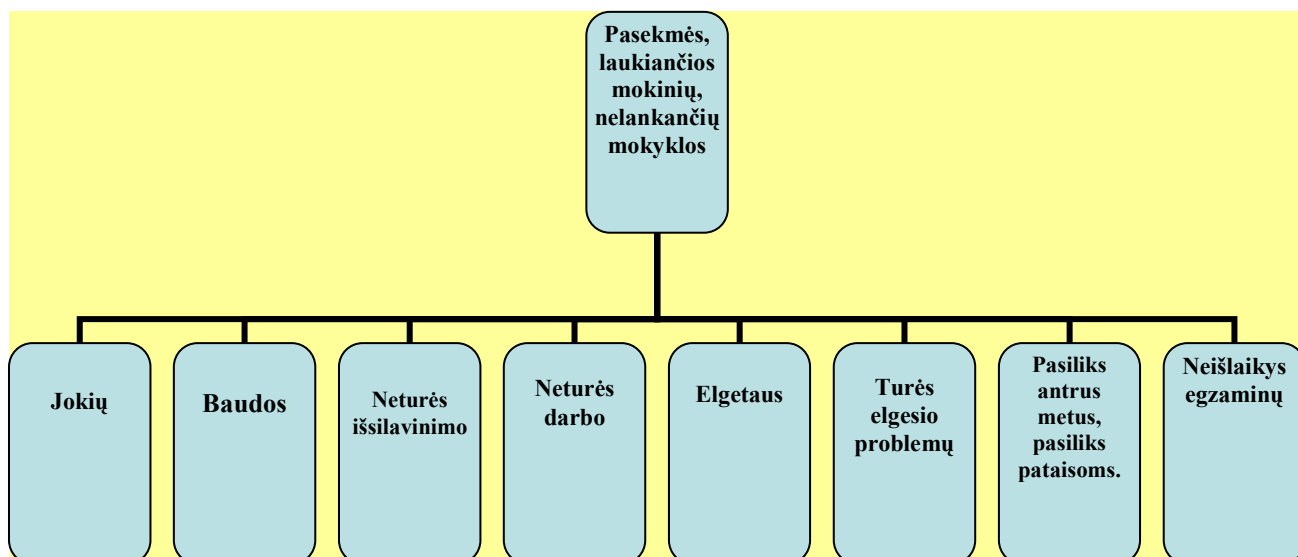 Pasekmės,
laukiančios
mokinių,
nelankančių
mokyklos
Jokių
Baudos
Neturės
išsilavinimo
Neturės
darbo
Elgetaus
Turės
elgesio
problemų
Pasiliks
antrus
metus,
pasiliks
pataisoms.
Neišlaikys
egzaminų